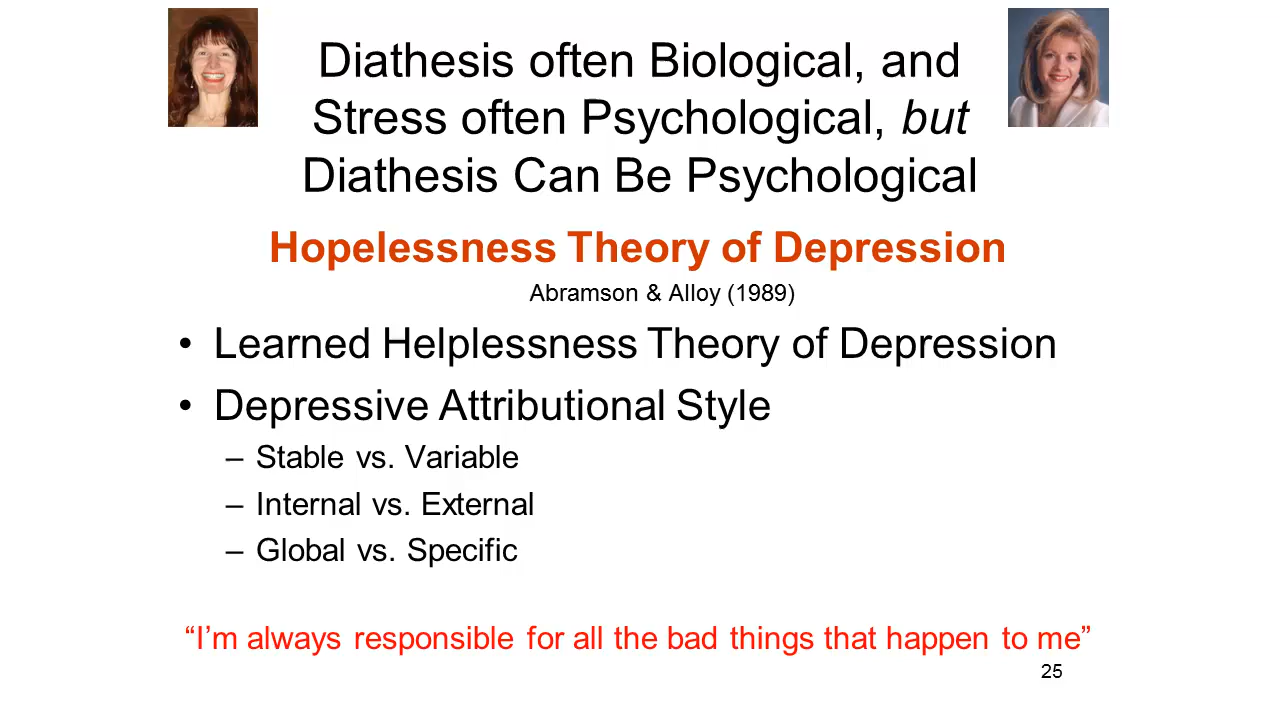 Diathesis often Biological, and
Stress often Psychological, but
Diathesis Can Be Psychological
Hopelessness Theory of Depression
Abramson & Alloy (1989)
• Learned Helplessness Theory of Depression
• Depressive Attributional Style
– Stable vs. Variable
– Internal vs. External
– Global vs. Specific
“I’m always responsible for all the bad things that happen to me”
25